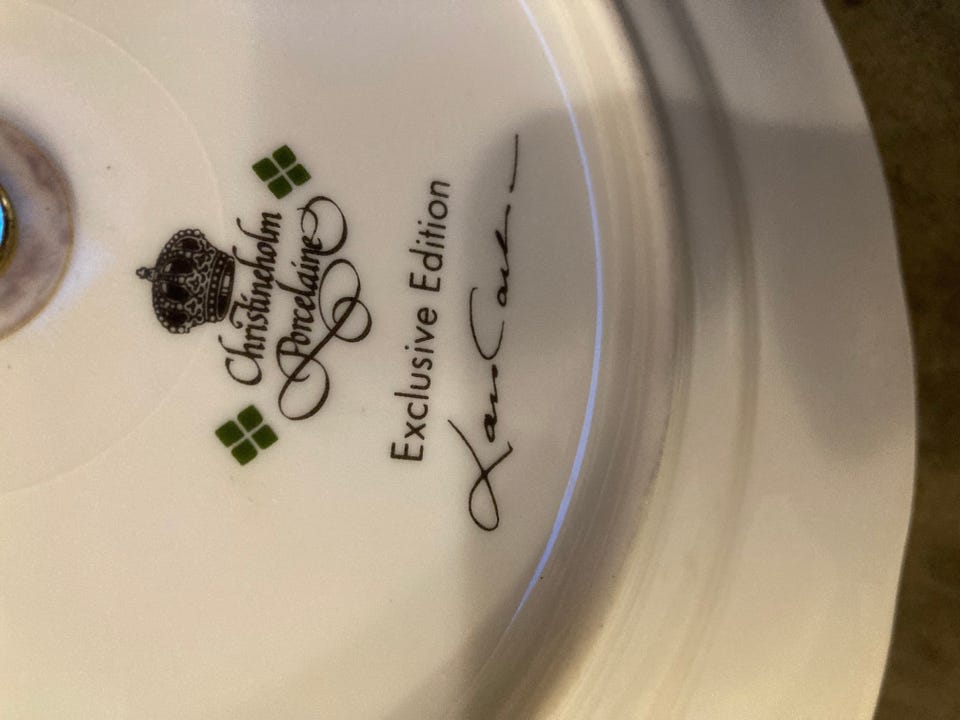 Christineholm
Porcelaine
Exclusive Edition